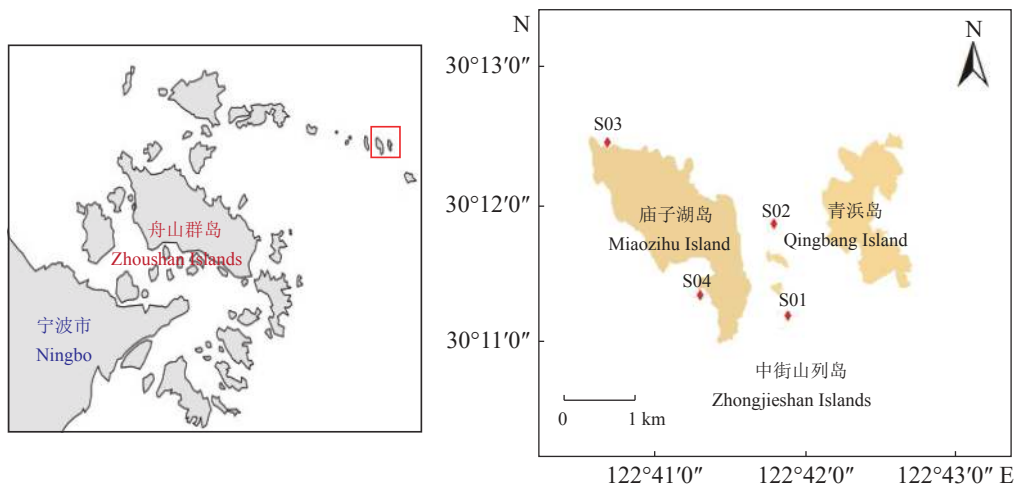 舟山群岛
Zhoushan Islands
宁波市
Ningbo
N
30°13′0″
30°12′0″
30°11′0″
N
S03
S02
庙子湖岛
Miaozihu Island
青浜岛
Qingbang Island
S04
S01
中街山列岛
Zhongjieshan Islands
0 1 km
122°41′0″ 122°42′0″ 122°43′0″ E